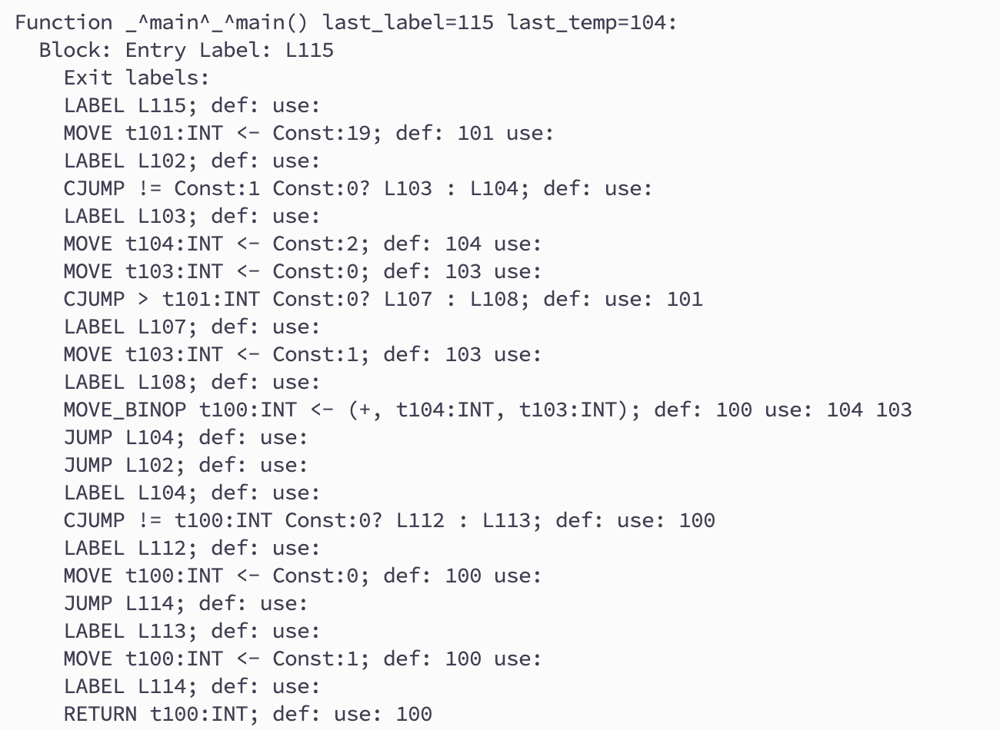 Function _^main^_^main() last_label=115 last_temp=104:
Block: Entry Label: L115
Exit labels:
LABEL L115; def: use:
MOVE t101:INT <- Const:19; def: 101 use:
LABEL L102; def: use:
CJUMP != Const:1 Const:0? L103 : L104; def: use:
LABEL L103; def: use:
MOVE t104:INT <- Const:2; def: 104 use:
MOVE t103:INT <- Const:0; def: 103 use:
CJUMP > t101:INT Const:0? L107 : L108; def: use: 101
LABEL L107; def: use:
MOVE t103:INT <- Const:1; def: 103 use:
LABEL L108; def: use:
MOVE_BINOP t100:INT <- (+, t104:INT, t103:INT); def: 100 use: 104 103
JUMP L104; def: use:
JUMP L102; def: use:
LABEL L104; def: use:
CJUMP != t100:INT Const:0? L112 : L113; def: use: 100
LABEL L112; def: use:
MOVE t100:INT <- Const:0; def: 100 use:
JUMP L114; def: use:
LABEL L113; def: use:
MOVE t100:INT <- Const:1; def: 100 use:
LABEL L114; def: use:
RETURN t100:INT; def: use: 100